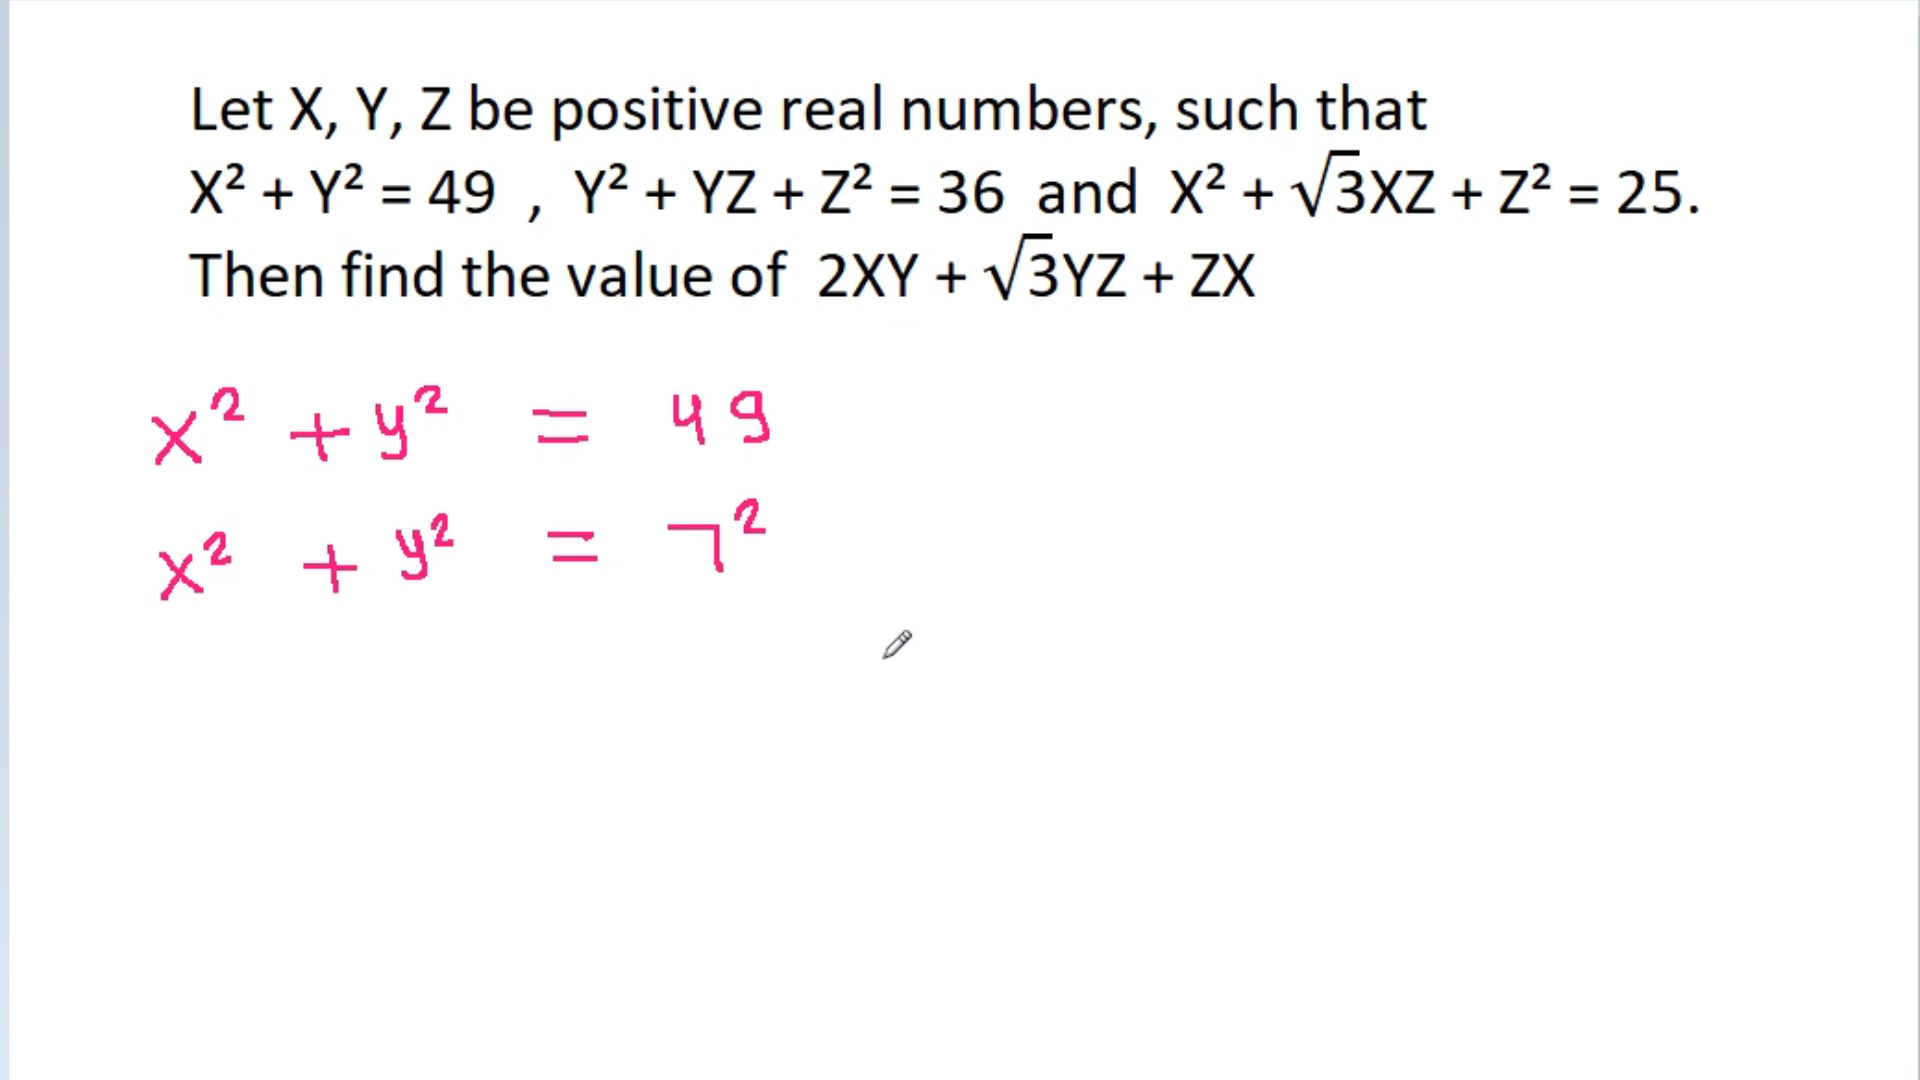 Let X, Y, Z be positive real numbers, such that
X² + Y² = 49 , Y² + YZ + Z² = 36 and X² + √3XZ + Z² = 25.
Then find the value of 2XY + √3YZ + ZX
x² + y² = 49
x² + y² = 7²